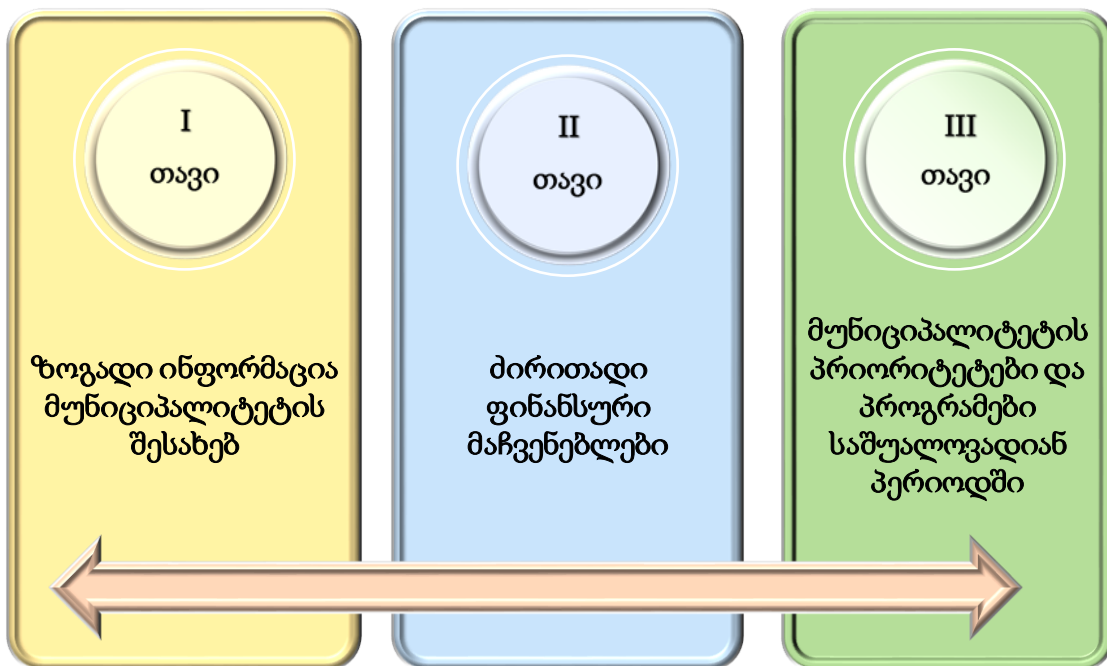 I
თავი
ზოგადი ინფორმაცია
მუნიციპალიტეტის
შესახებ
II
თავი
ძირითადი
ფინანსური
მაჩვენებლები
III
თავი
მუნიციპალიტეტის
პრიორიტეტები და
პროგრამები
საშუალოვადიან
პერიოდში